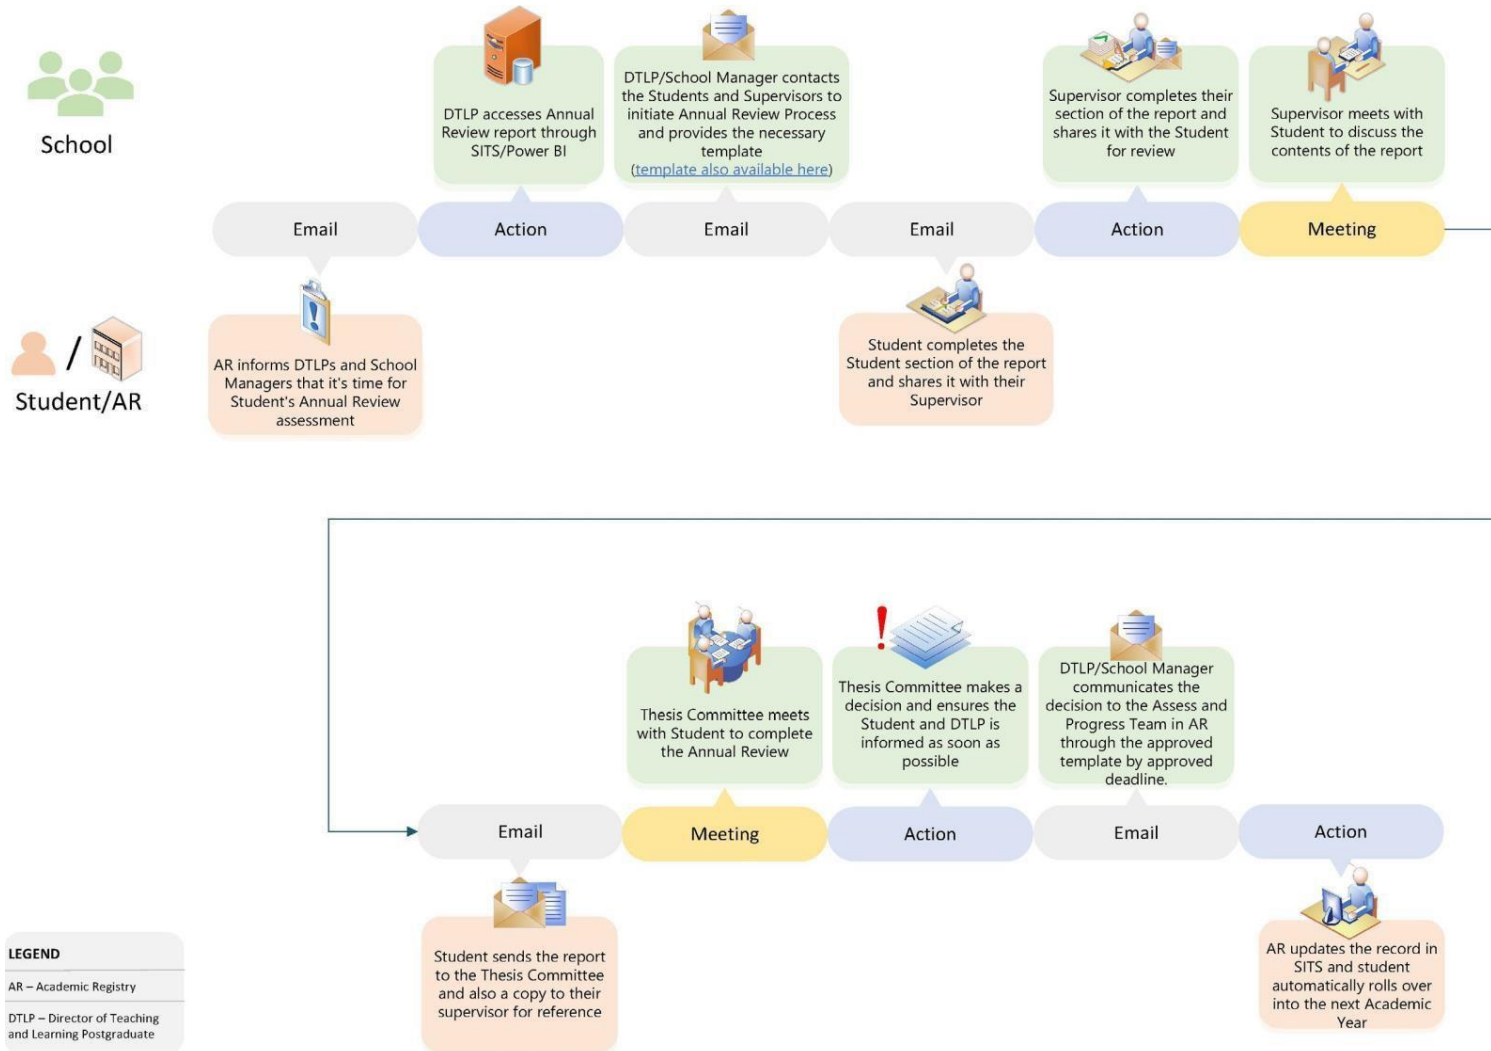 School
DTLP accesses Annual
Review report through
SITS/Power BI
DTLP/School Manager contacts
the Students and Supervisors to
initiate Annual Review Process
and provides the necessary
template
(template also available here)
Supervisor completes their
section of the report and
shares it with the Student
for review
Supervisor meets with
Student to discuss the
contents of the report
Email
Action
Email
Email
Action
Meeting
Student/AR
AR informs DTLPs and School
Managers that it's time for
Student's Annual Review
assessment
Student completes the
Student section of the report
and shares it with their
Supervisor
Thesis Committee meets
with Student to complete
the Annual Review
Thesis Committee makes a
decision and ensures the
Student and DTLP is
informed as soon as
possible
DTLP/School Manager
communicates the
decision to the Assess and
Progress Team in AR
through the approved
template by approved
deadline.
Email
Meeting
Action
Email
Action
Student sends the report
to the Thesis Committee
and also a copy to their
supervisor for reference
AR updates the record in
SITS and student
automatically rolls over
into the next Academic
Year
LEGEND
AR – Academic Registry
DTLP – Director of Teaching
and Learning Postgraduate